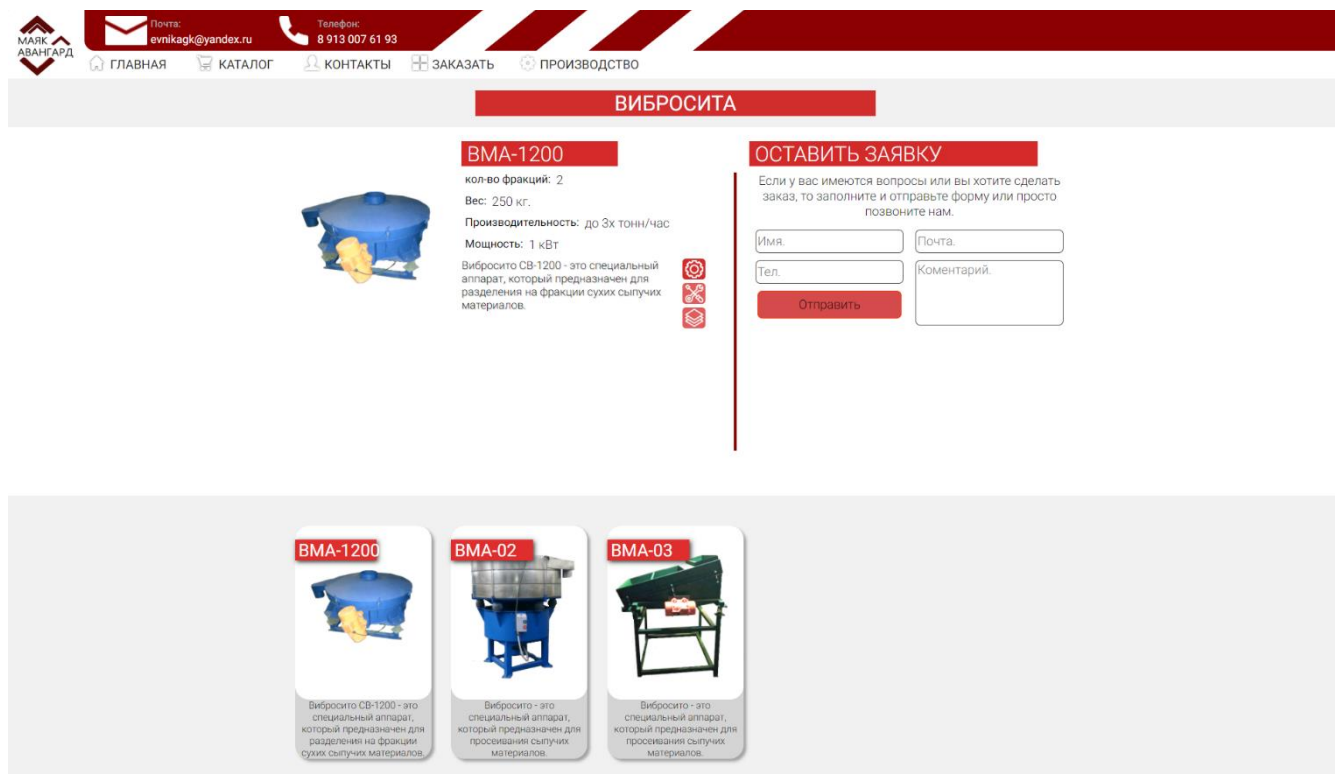 МАЯК
АВАНГАРД
Почта:
evnikagk@yandex.ru
Телефон:
8 913 007 61 93
ГЛАВНАЯ
КАТАЛОГ
КОНТАКТЫ
ЗАКАЗАТЬ
ПРОИЗВОДСТВО
ВИБРОСИТА
ВМА-1200
кол-во фракций: 2
Вес: 250 кг.
Производительность: до 3х тонн/час
Мощность: 1 кВт
Вибросито СВ-1200 - это специальный
аппарат, который предназначен для
разделения на фракции сухих сыпучих
материалов.
ОСТАВИТЬ ЗАЯВКУ
Если у вас имеются вопросы или вы хотите сделать
заказ, то заполните и отправьте форму или просто
позвоните нам.
Имя.
Почта.
Тел.
Коментарий.
Отправить
ВМА-1200
Вибросито СВ-1200 - это
специальный аппарат,
который предназначен для
разделения на фракции
сухих сыпучих материалов.
ВМА-02
Вибросито - это
специальный аппарат,
который предназначен для
просеивания сыпучих
материалов.
ВМА-03
Вибросито - это
специальный аппарат,
который предназначен для
просеивания сыпучих
материалов.